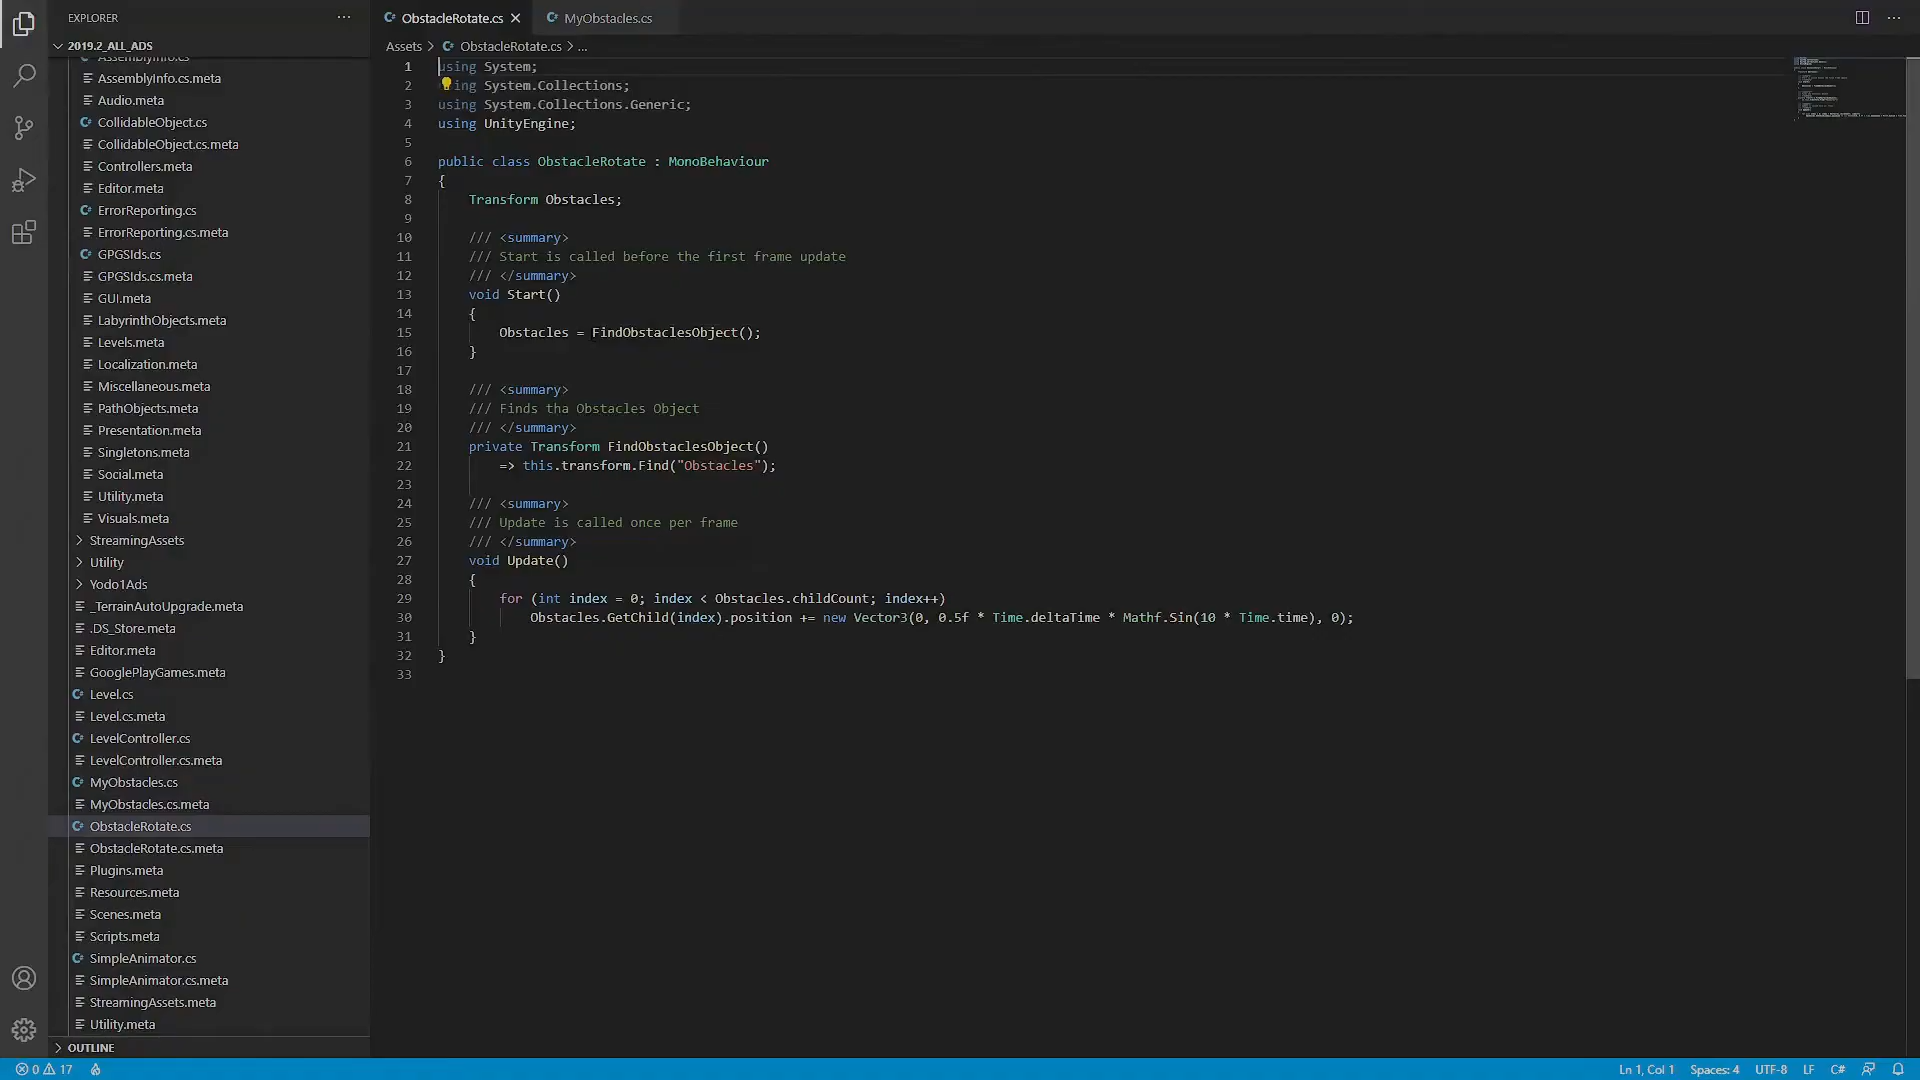 EXPLORER
2019.2_ALL_ADS
AssemblyInfo.cs
AssemblyInfo.cs.meta
Audio.meta
CollidableObject.cs
CollidableObject.cs.meta
Controllers.meta
Editor.meta
ErrorReporting.cs
ErrorReporting.cs.meta
GPGSIds.cs
GPGSIds.cs.meta
GUI.meta
LabyrinthObjects.meta
Levels.meta
Localization.meta
Miscellaneous.meta
PathObjects.meta
Presentation.meta
Singletons.meta
Social.meta
Utility.meta
Visuals.meta
StreamingAssets
Utility
Yodo1Ads
_TerrainAutoUpgrade.meta
.DS_Store.meta
Editor.meta
GooglePlayGames.meta
Level.cs
Level.cs.meta
LevelController.cs
LevelController.cs.meta
MyObstacles.cs
MyObstacles.cs.meta
ObstacleRotate.cs
ObstacleRotate.cs.meta
Plugins.meta
Resources.meta
Scenes.meta
Scripts.meta
SimpleAnimator.cs
SimpleAnimator.cs.meta
StreamingAssets.meta
Utility.meta
OUTLINE
ObstacleRotate.cs MyObstacles.cs
Assets > ObstacleRotate.cs > ...
1 using System;
2 ing System.Collections;
3 using System.Collections.Generic;
4 using UnityEngine;
5
6 public class ObstacleRotate : MonoBehaviour
7 {
8 Transform Obstacles;
9
10 /// <summary>
11 /// Start is called before the first frame update
12 /// </summary>
13 void Start()
14 {
15 Obstacles = FindObstaclesObject();
16 }
17
18 /// <summary>
19 /// Finds tha Obstacles Object
20 /// </summary>
21 private Transform FindObstaclesObject()
22 => this.transform.Find("Obstacles");
23
24 /// <summary>
25 /// Update is called once per frame
26 /// </summary>
27 void Update()
28 {
29 for (int index = 0; index < Obstacles.childCount; index++)
30 Obstacles.GetChild(index).position += new Vector3(0, 0.5f * Time.deltaTime * Mathf.Sin(10 * Time.time), 0);
31 }
32 }
33
0 17 Ln 1, Col 1 Spaces: 4 UTF-8 LF C#